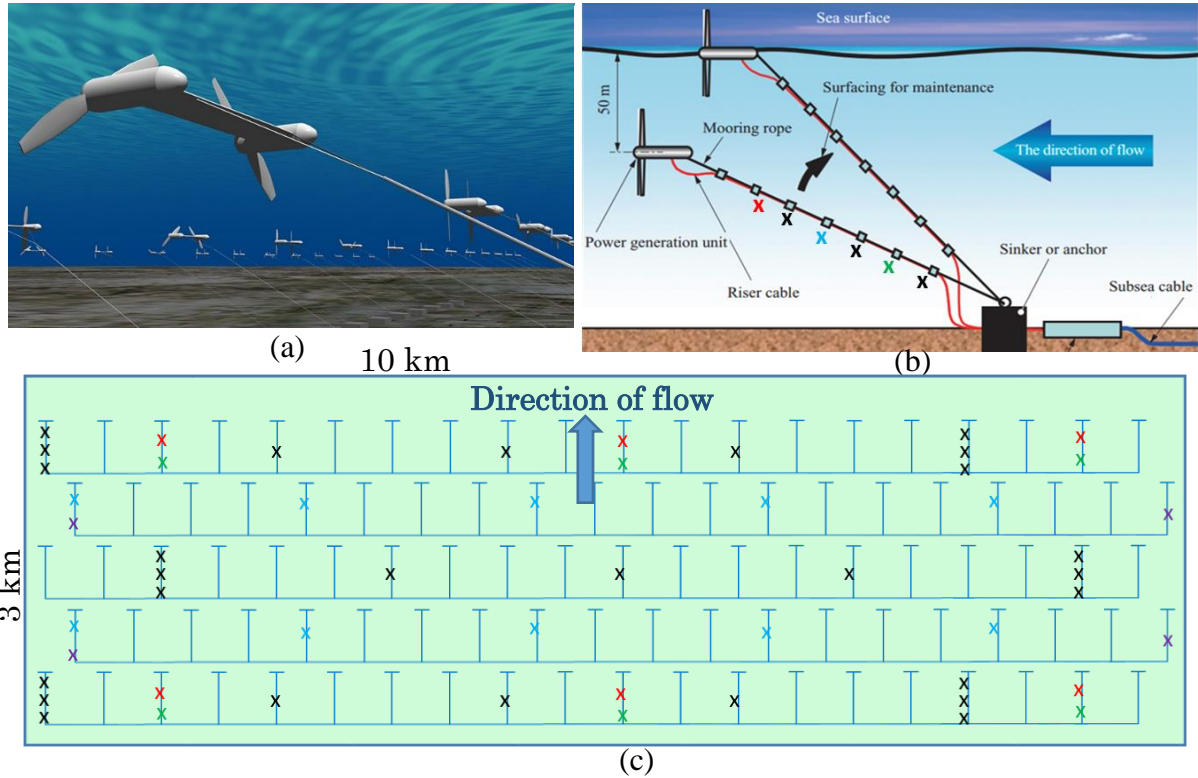 Sea surface
50 m
Surfacing for maintenance
Mooring rope
The direction of flow
X
X
X
X
X
X
Power generation unit
Riser cable
Sinker or anchor
Subsea cable
(a)
(b)
10 km
Direction of flow
X X X X X X X X X
X X X X
X X X X X
X X X X X
X X
X X
X X X X X
X X
X X
X X X X X
X X
X X X X X X X X X
X X X X
X X X X X
3 km
(c)